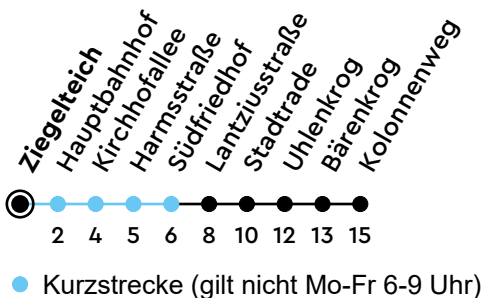 Ziegelteich
Hauptbahnhof
Kirchhofallee
Harmsstraße
Südfriedhof
Lantziusstraße
Stadtrade
Uhlenkrog
Bärenkrog
Kolonnenweg
2 4 5 6 8 10 12 13 15
Kurzstrecke (gilt nicht Mo-Fr 6-9 Uhr)